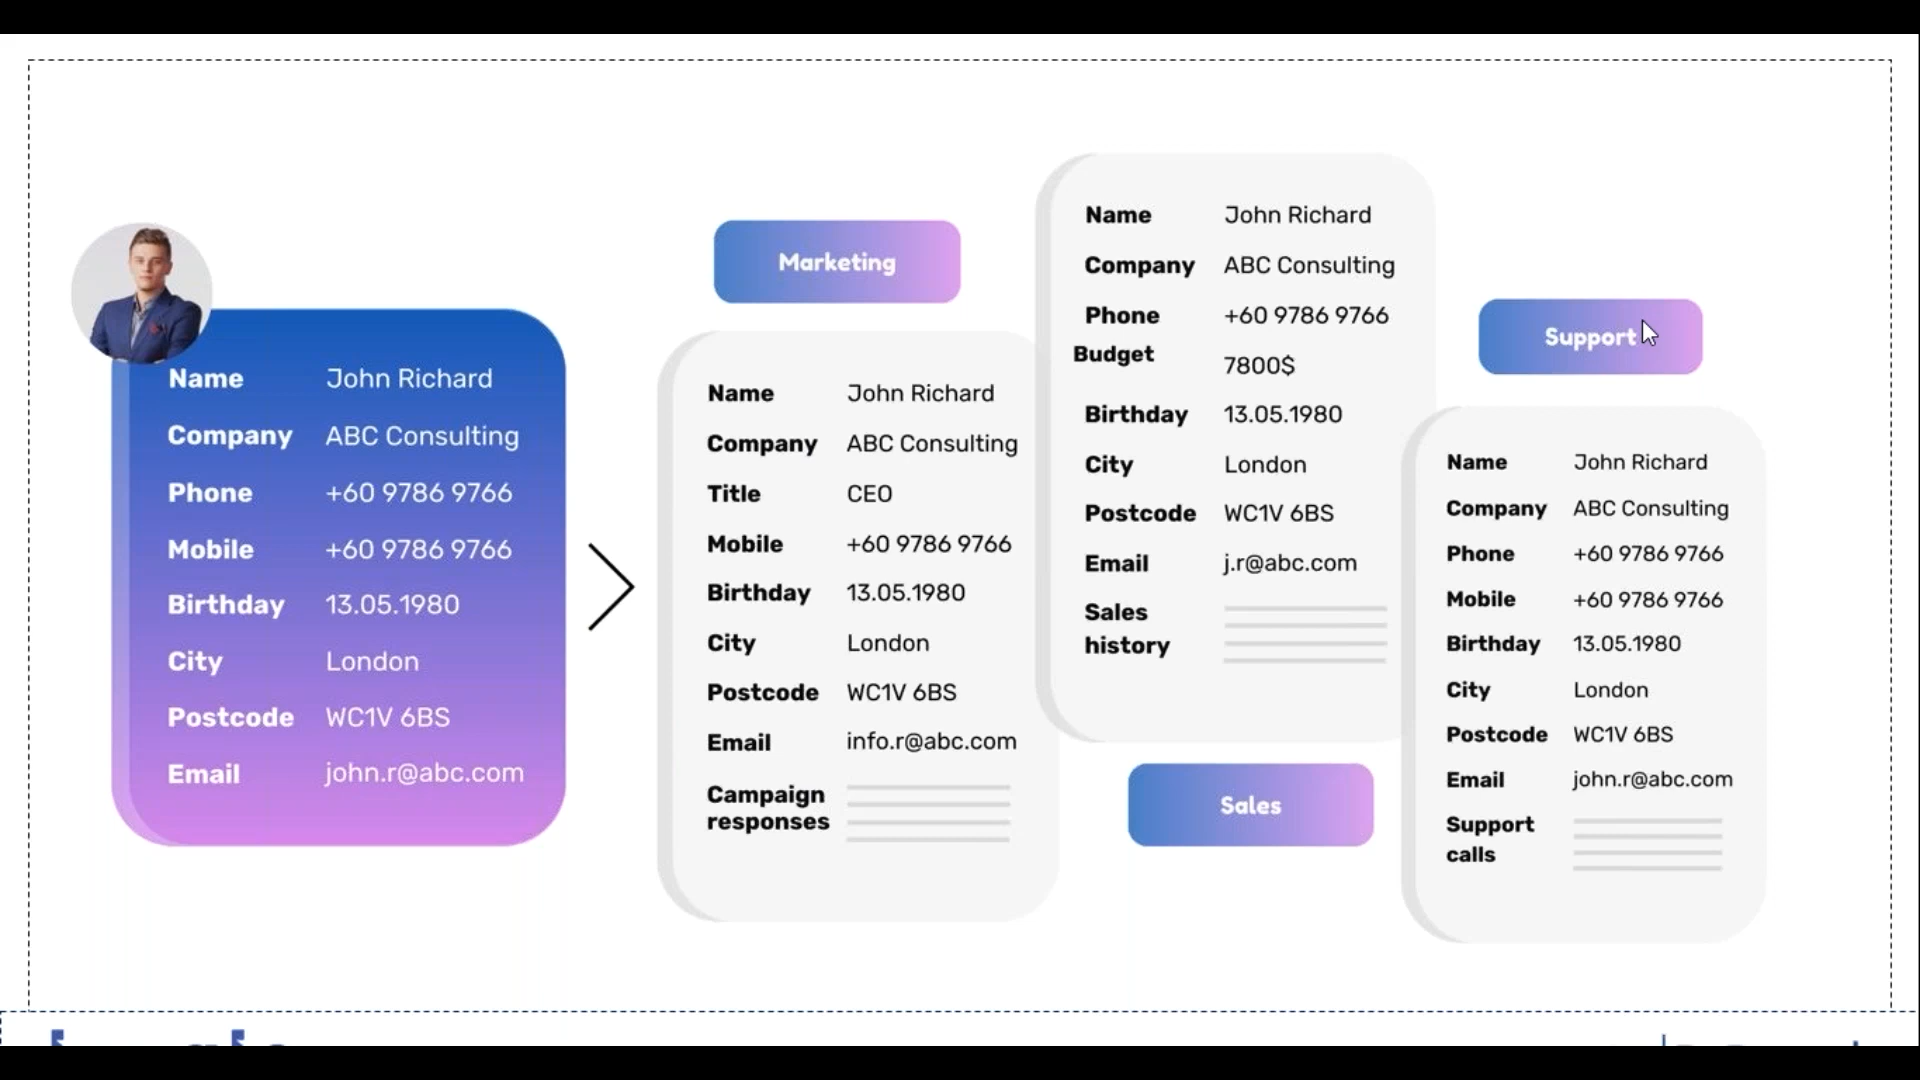 Name John Richard
Company ABC Consulting
Phone +60 9786 9766
Mobile +60 9786 9766
Birthday 13.05.1980
City London
Postcode WC1V 6BS
Email john.r@abc.com
Marketing
Name John Richard
Company ABC Consulting
Title CEO
Mobile +60 9786 9766
Birthday 13.05.1980
City London
Postcode WC1V 6BS
Email info.r@abc.com
Campaign
responses
Name John Richard
Company ABC Consulting
Phone +60 9786 9766
Budget 7800$
Birthday 13.05.1980
City London
Postcode WC1V 6BS
Email j.r@abc.com
Sales
history
Sales
Support
Name John Richard
Company ABC Consulting
Phone +60 9786 9766
Mobile +60 9786 9766
Birthday 13.05.1980
City London
Postcode WC1V 6BS
Email john.r@abc.com
Support
calls